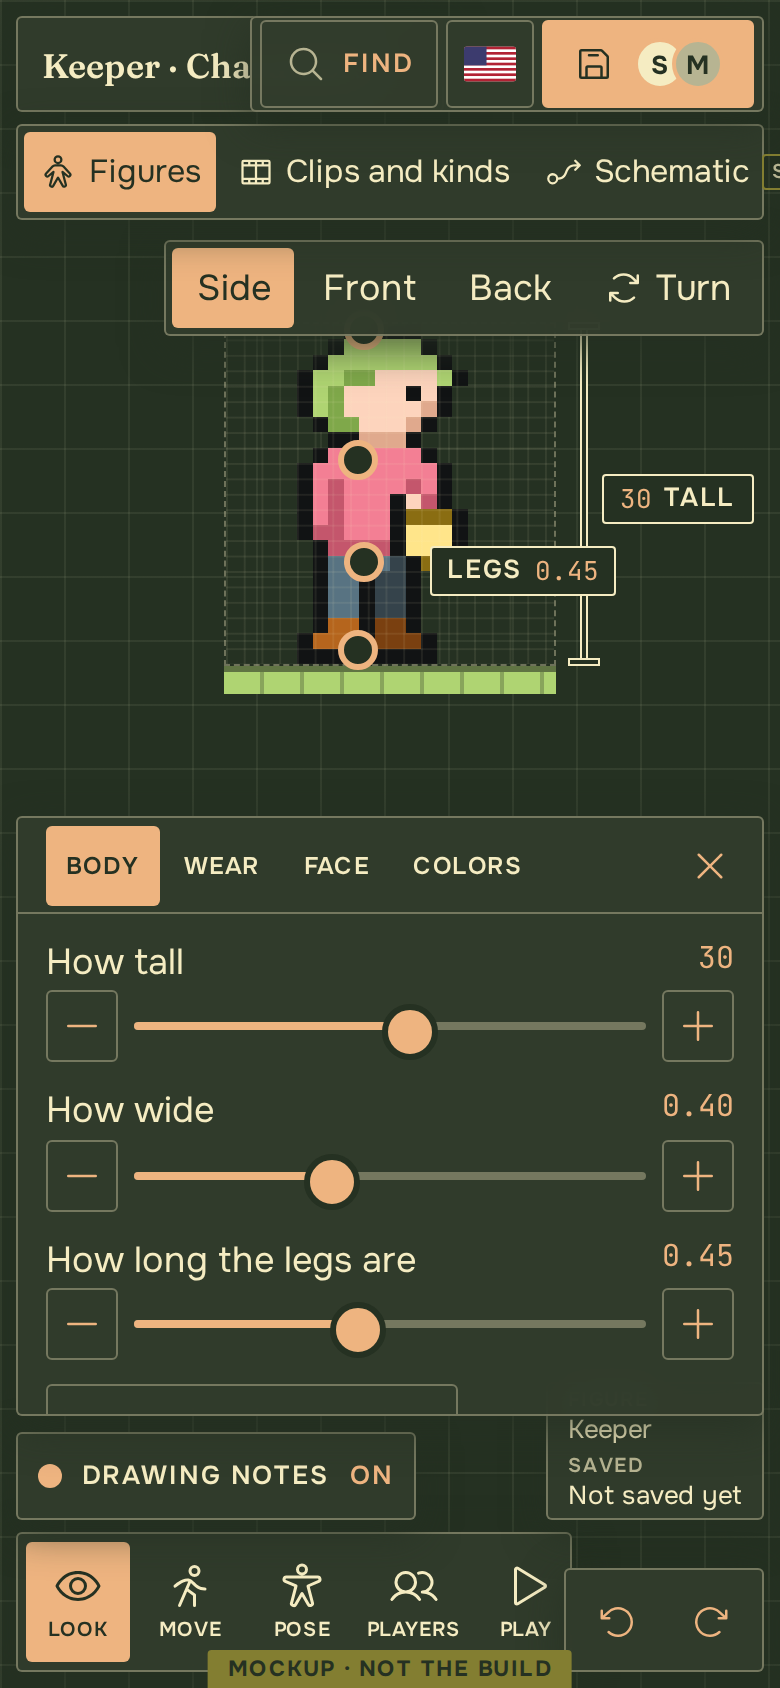 Keeper · Cha
FIND
S M
Figures
Clips and kinds
Schematic
Side
Front
Back
Turn
30 TALL
LEGS 0.45
BODY
WEAR
FACE
COLORS
How tall
30
How wide
0.40
How long the legs are
0.45
Keeper
SAVED
Not saved yet
DRAWING NOTES ON
LOOK
MOVE
POSE
PLAYERS
PLAY
MOCKUP · NOT THE BUILD